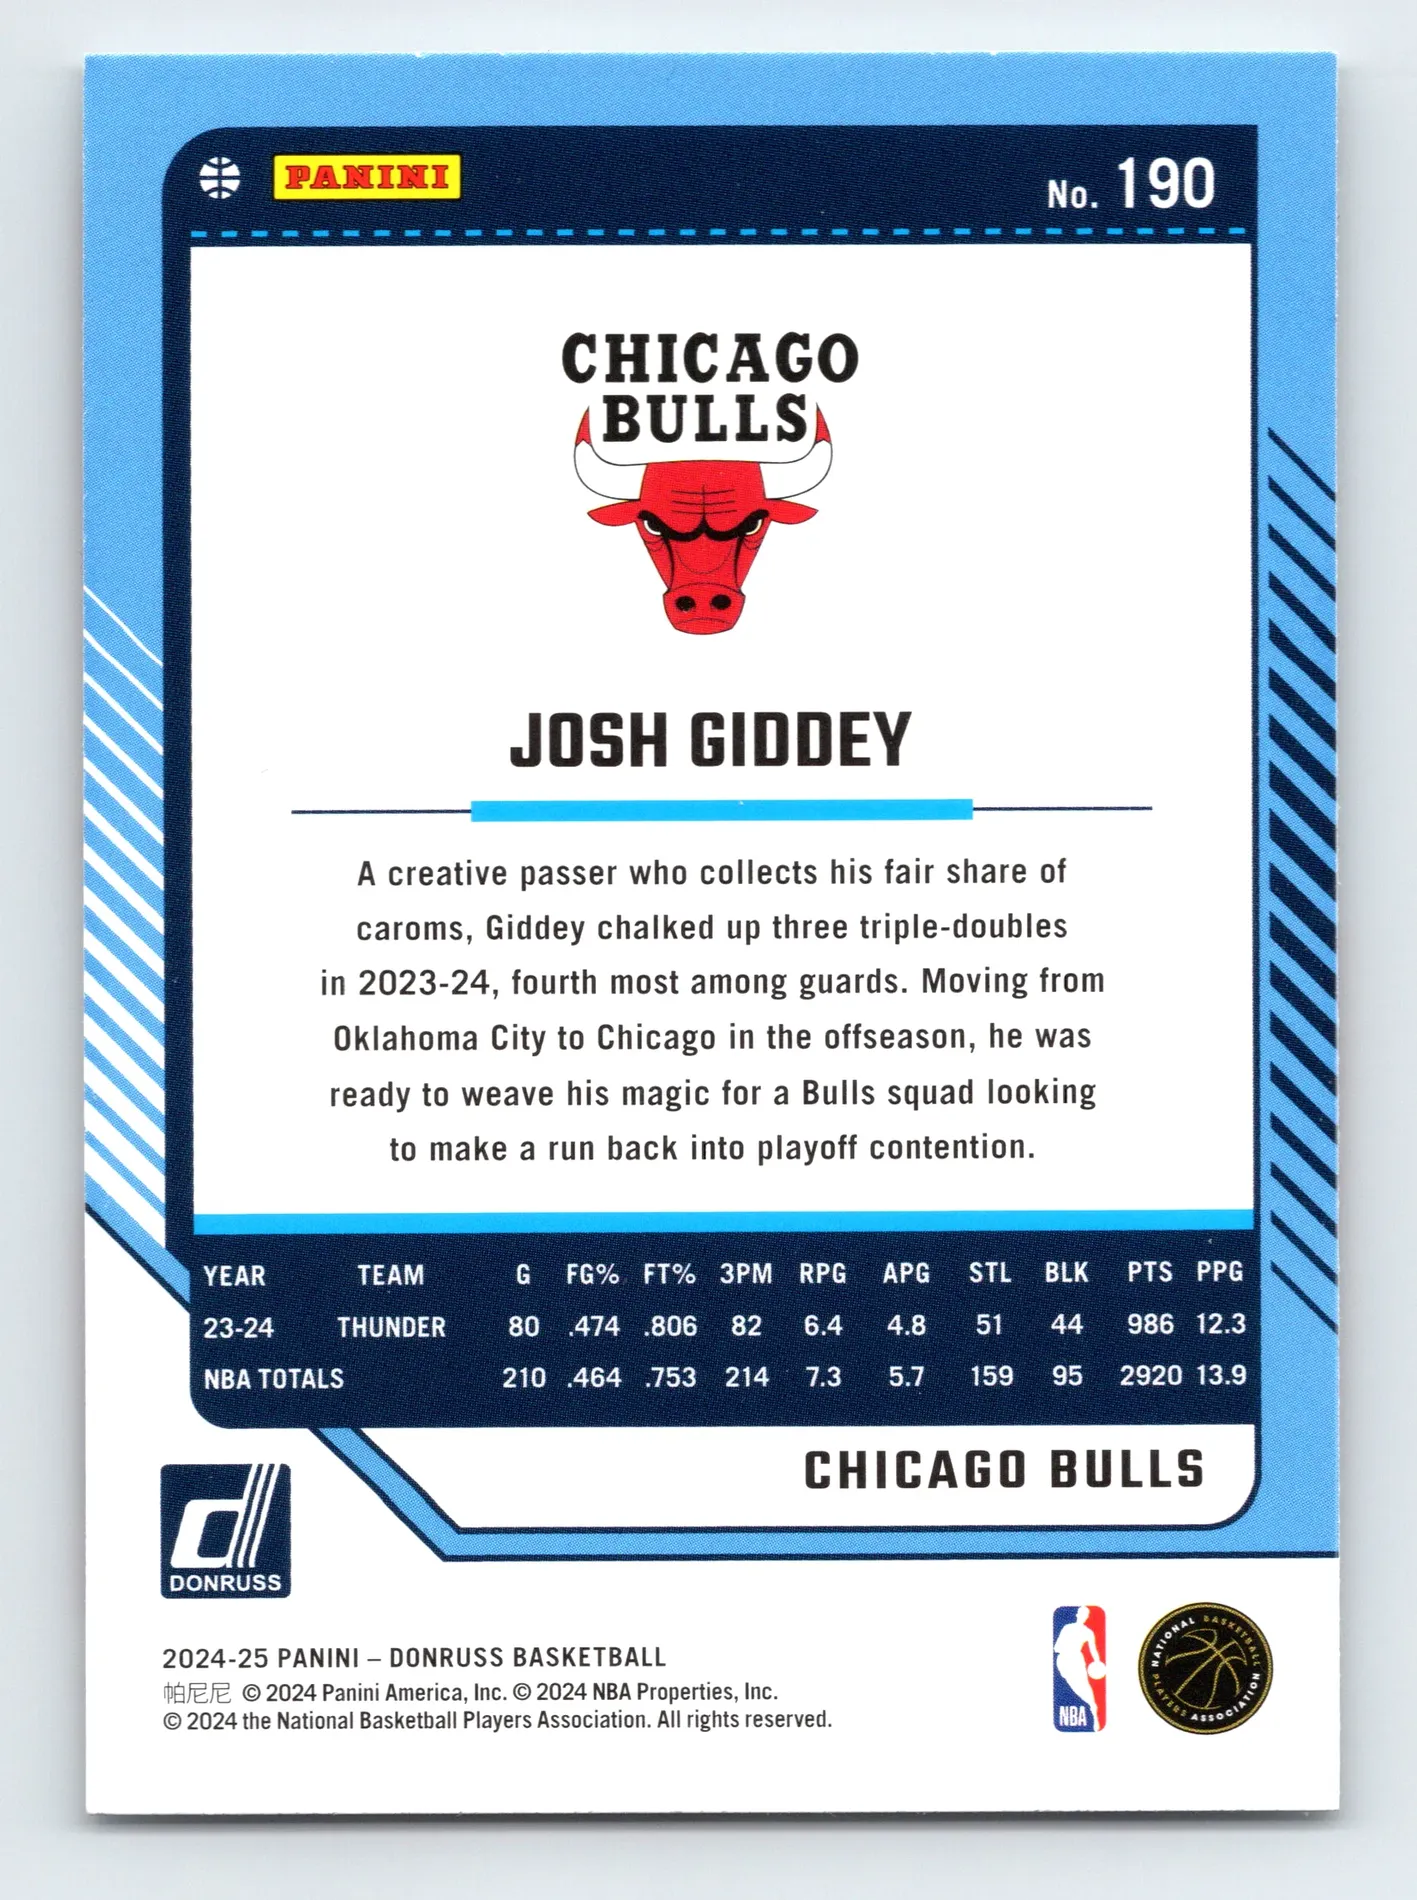 PANINI
No. 190
CHICAGO
BULLS
JOSH GIDDEY
A creative passer who collects his fair share of
caroms, Giddey chalked up three triple-doubles
in 2023-24, fourth most among guards. Moving from
Oklahoma City to Chicago in the offseason, he was
ready to weave his magic for a Bulls squad looking
to make a run back into playoff contention.
YEAR TEAM G FG% FT% 3PM RPG APG STL BLK PTS PPG
23-24 THUNDER 80 .474 .806 82 6.4 4.8 51 44 986 12.3
NBA TOTALS 210 .464 .753 214 7.3 5.7 159 95 2920 13.9
CHICAGO BULLS
d
DONRUSS
2024-25 PANINI – DONRUSS BASKETBALL
帕尼尼 © 2024 Panini America, Inc. © 2024 NBA Properties, Inc.
© 2024 the National Basketball Players Association. All rights reserved.
NBA
NATIONAL BASKETBALL
PLAYERS ASSOCIATION